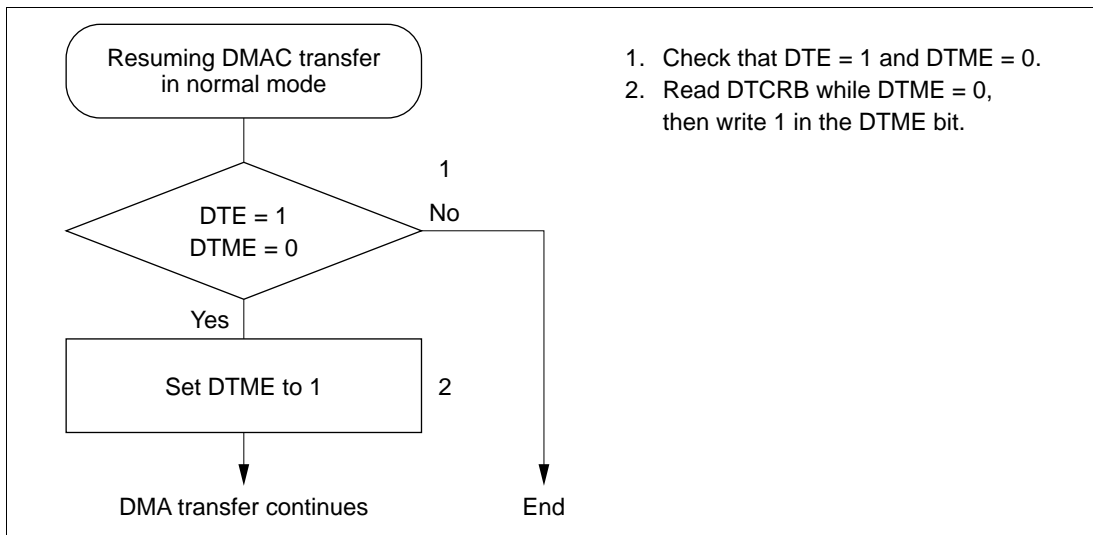 Resuming DMAC transfer
in normal mode
1
DTE = 1
DTME = 0
No
Yes
Set DTME to 1
2
DMA transfer continues
End
1. Check that DTE = 1 and DTME = 0.
2. Read DTCRB while DTME = 0,
then write 1 in the DTME bit.